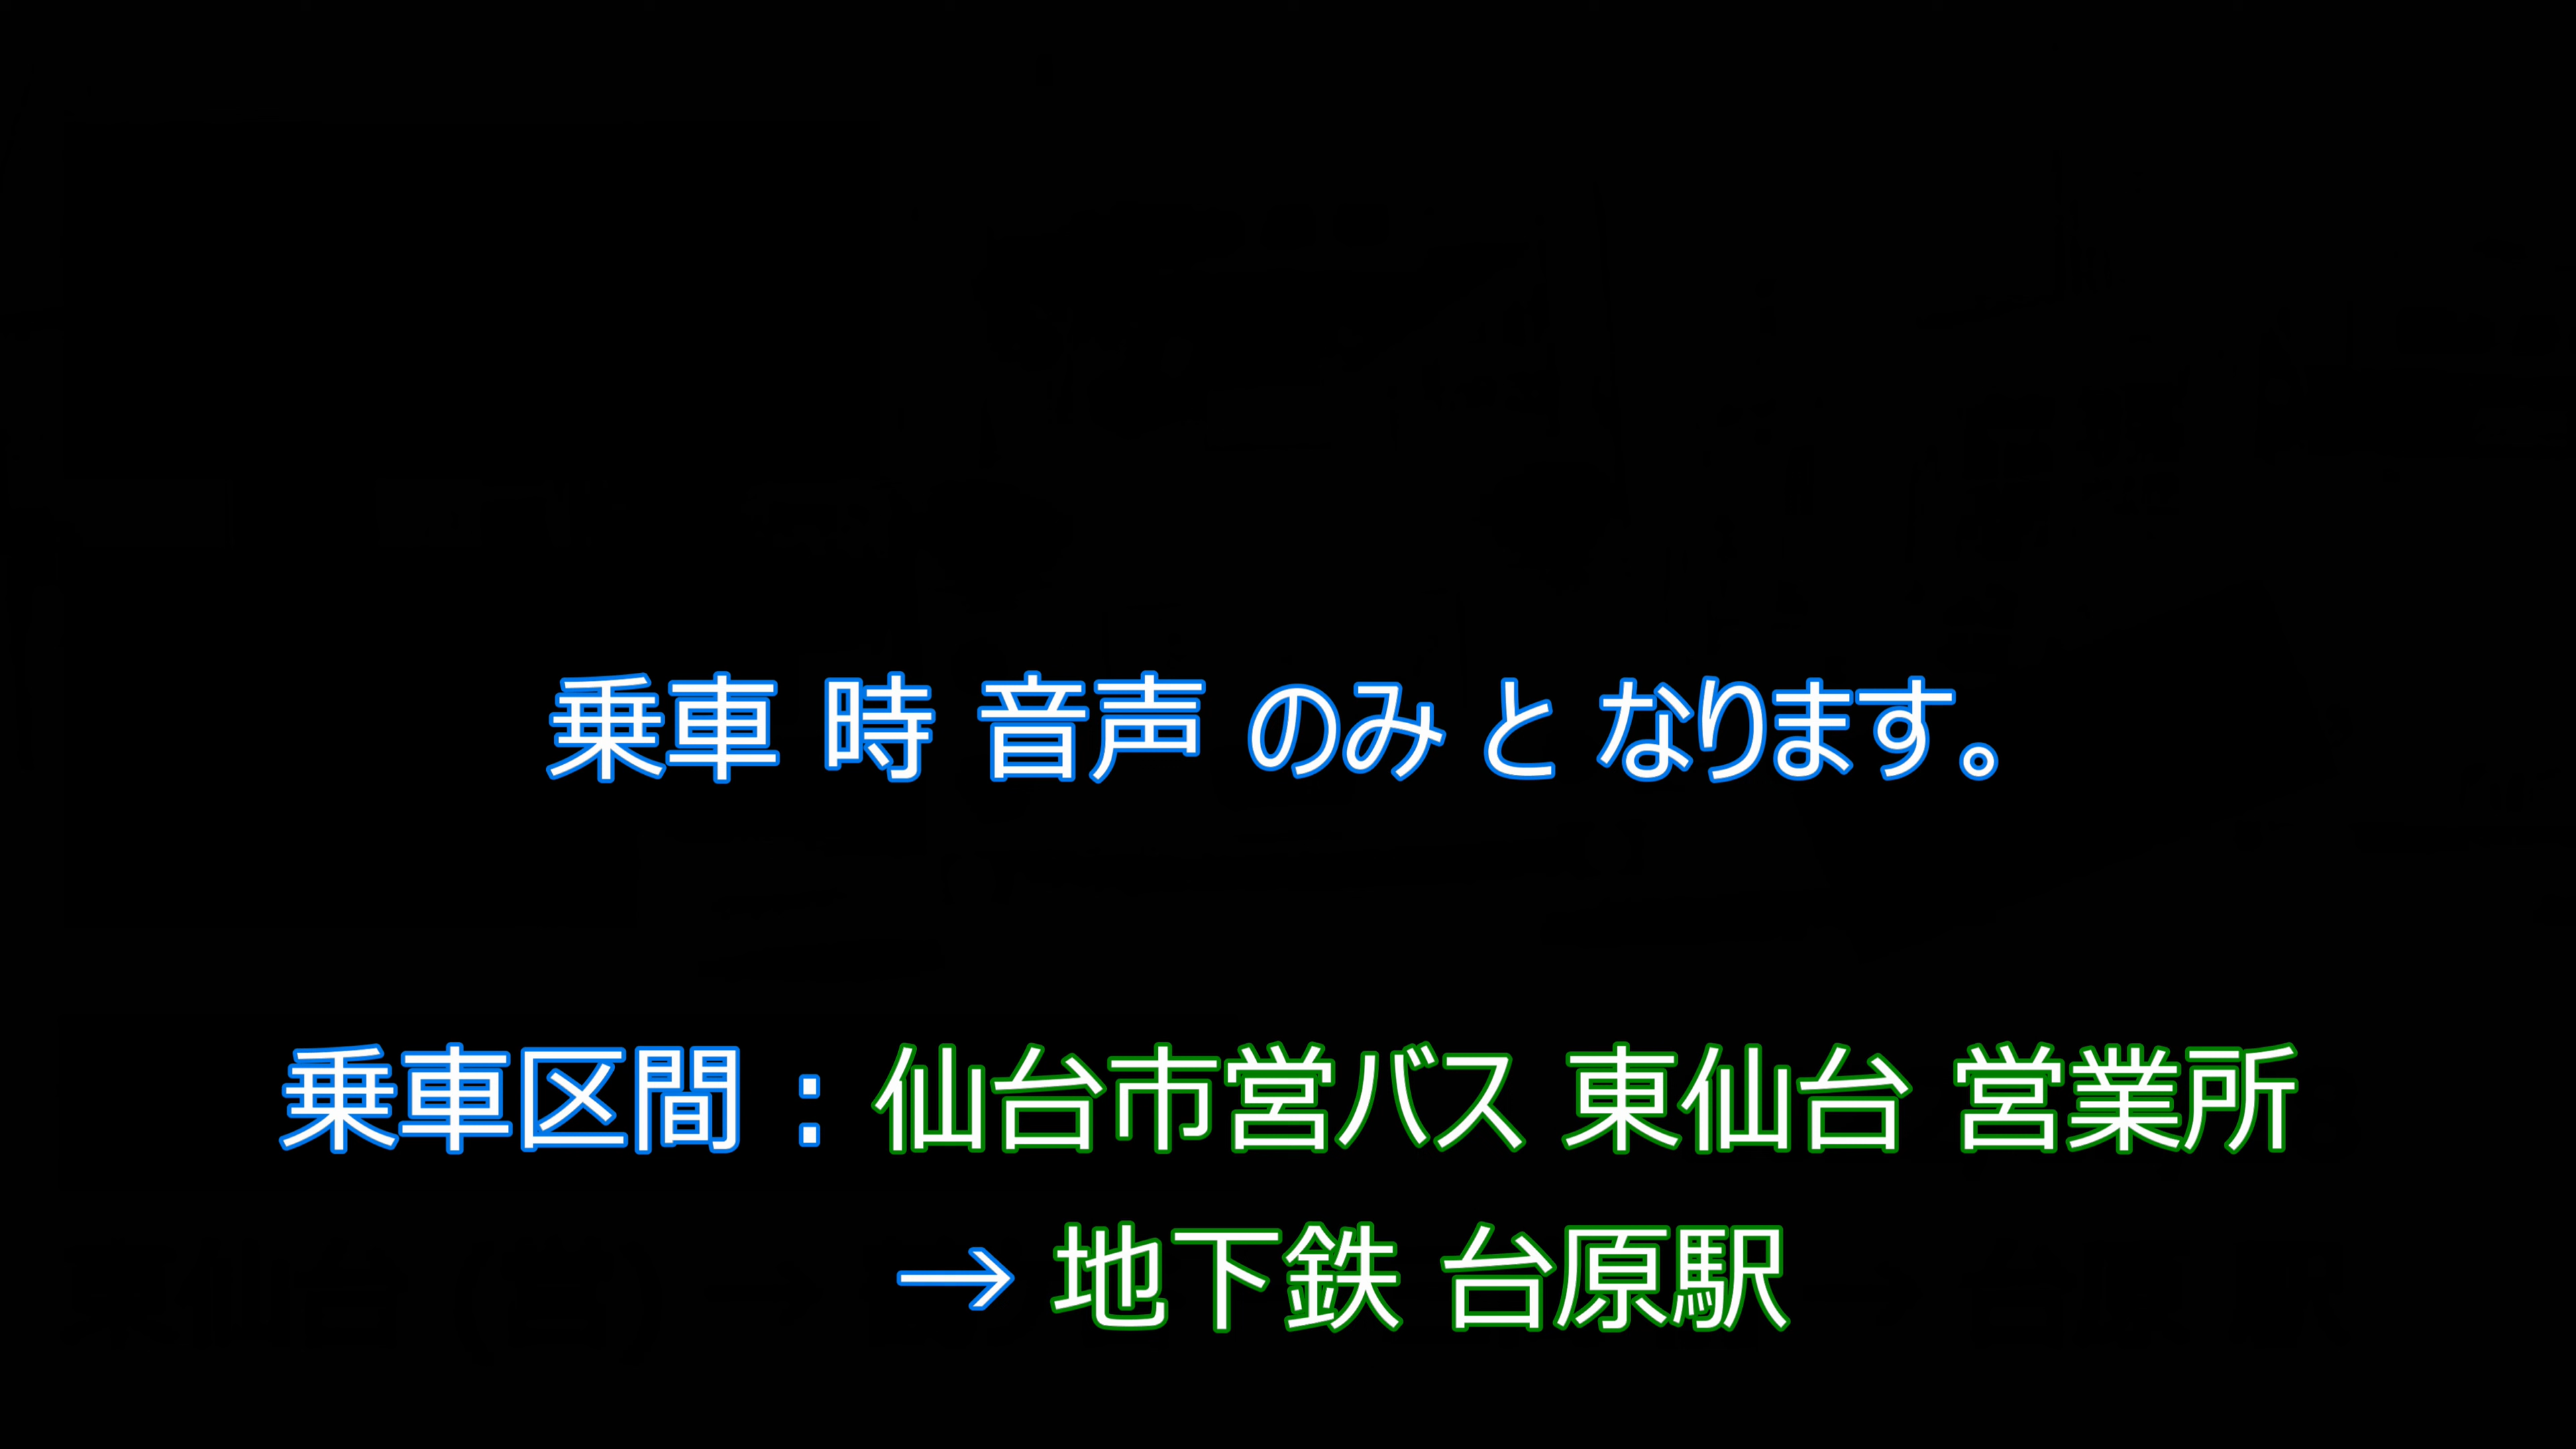 乗車 時 音声 のみ と なります。
乗車区間 : 仙台市営バス 東仙台 営業所
→ 地下鉄 台原駅